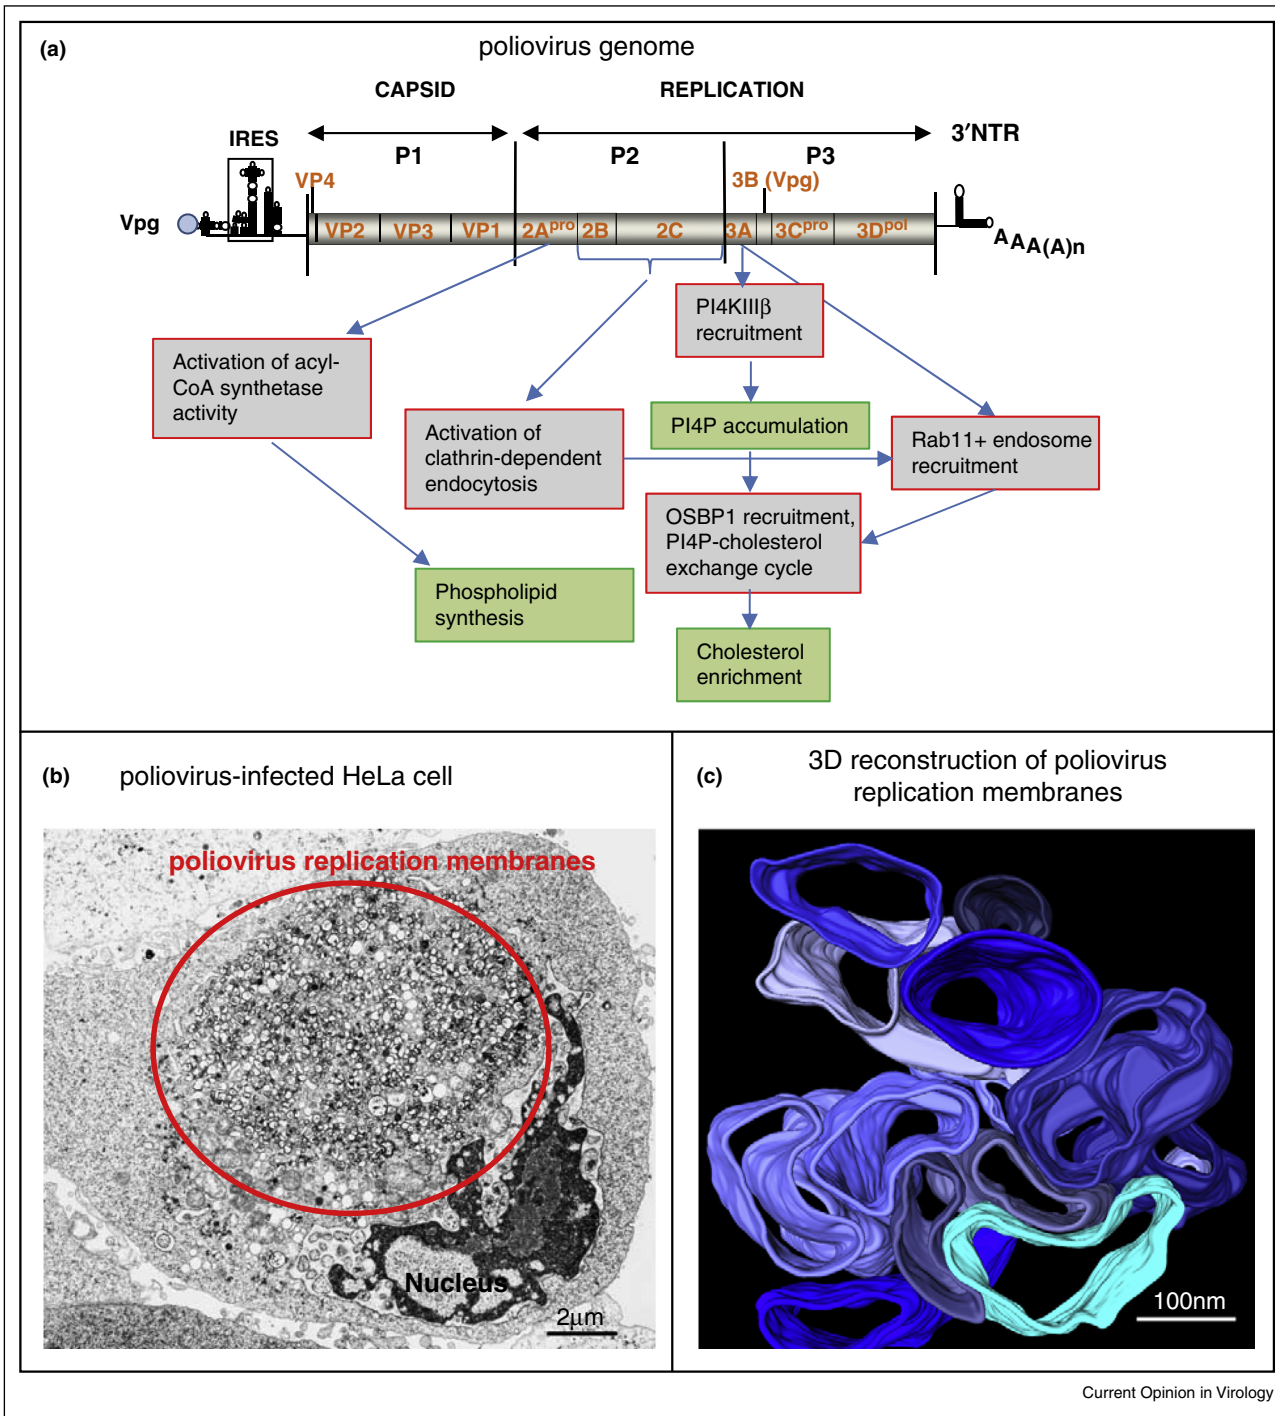 (a)
poliovirus genome
CAPSID
REPLICATION
IRES
P1
P2
P3
3′NTR
VP4
3B (Vpg)
Vpg
VP2
VP3
VP1
2Apro
2B
2C
3A
3Cpro
3Dpol
AAA(A)n
PI4KIIIβ
recruitment
Activation of acyl-
CoA synthetase
activity
Activation of
clathrin-dependent
endocytosis
PI4P accumulation
Rab11+ endosome
recruitment
OSBP1 recruitment,
PI4P-cholesterol
exchange cycle
Phospholipid
synthesis
Cholesterol
enrichment
(b)
poliovirus-infected HeLa cell
poliovirus replication membranes
Nucleus
2μm
(c)
3D reconstruction of poliovirus
replication membranes
100nm
Current Opinion in Virology